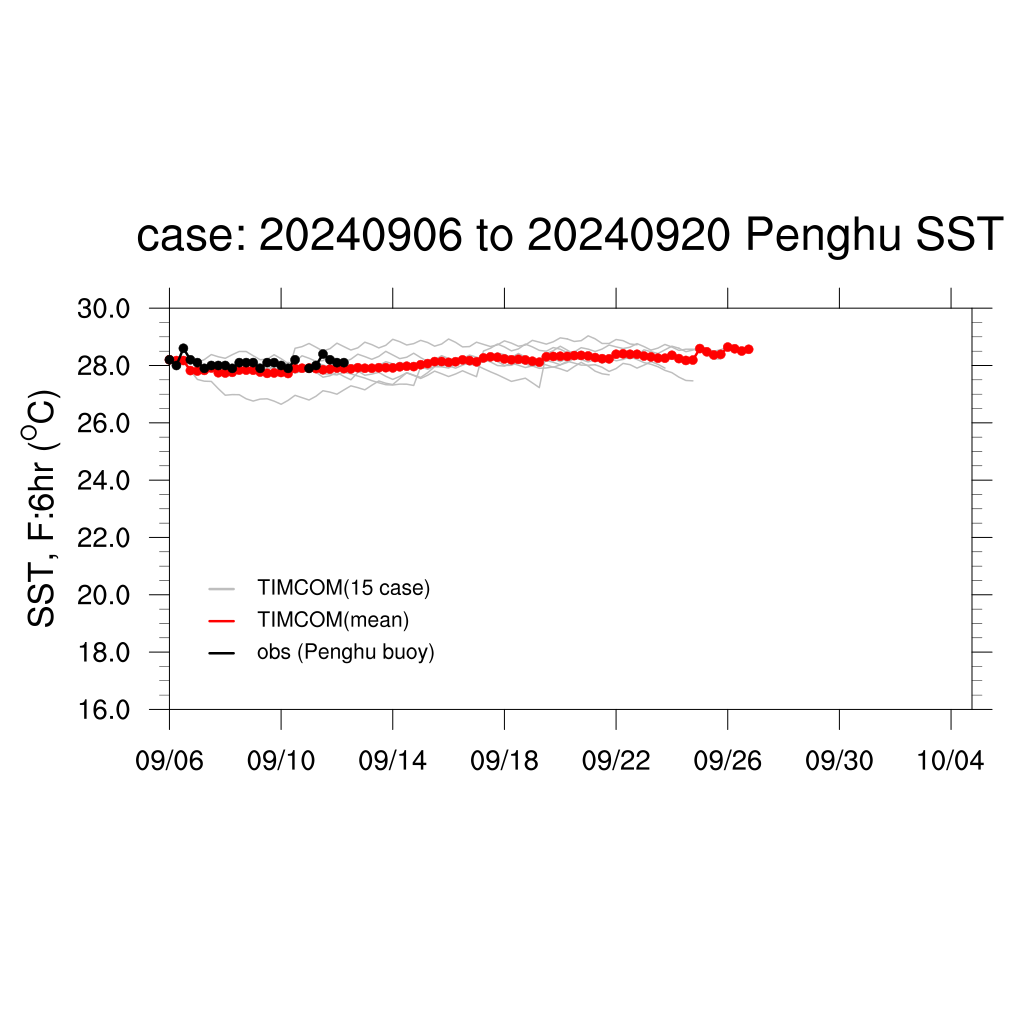 case: 20240906 to 20240920 Penghu SST
30.0
28.0
26.0
24.0
22.0
20.0
18.0
16.0
SST, F:6hr (°C)
TIMCOM(15 case)
TIMCOM(mean)
obs (Penghu buoy)
09/06 09/10 09/14 09/18 09/22 09/26 09/30 10/04